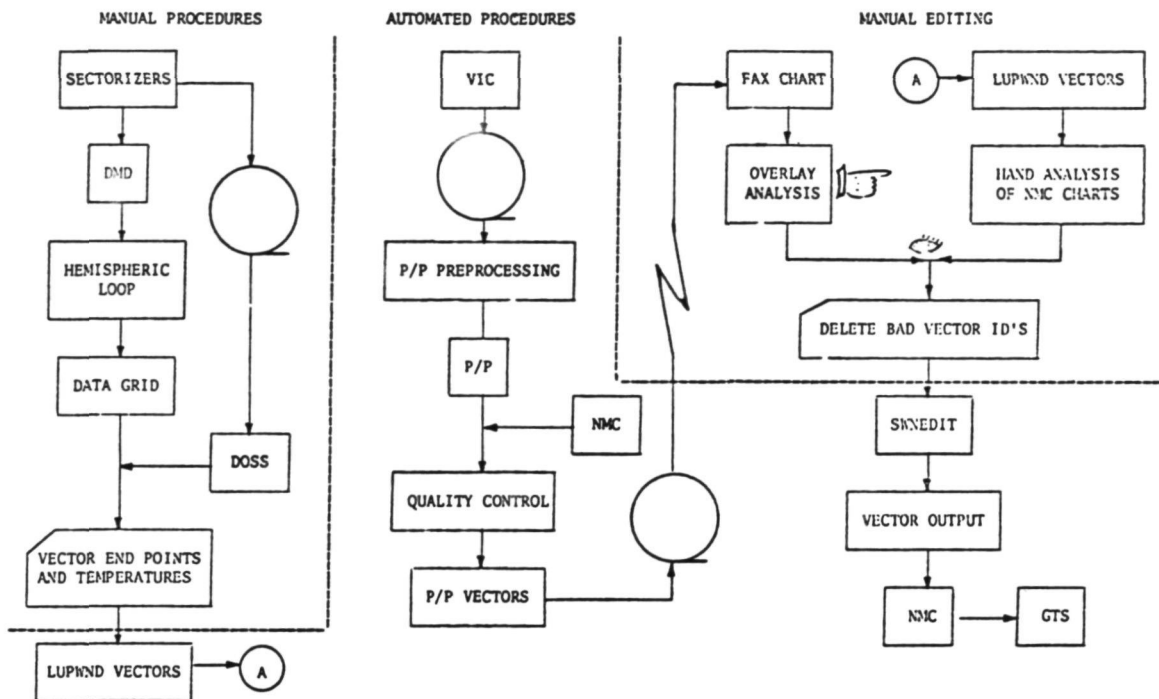 MANUAL PROCEDURES
SECTORIZERS
DMD
HEMISPHERIC
LOOP
DATA GRID
DOSS
VECTOR END POINTS
AND TEMPERATURES
LUPWND VECTORS
A
AUTOMATED PROCEDURES
VIC
P/P PREPROCESSING
P/P
NMC
QUALITY CONTROL
P/P VECTORS
MANUAL EDITING
FAX CHART
OVERLAY
ANALYSIS
A
LUPWND VECTORS
HAND ANALYSIS
OF NMC CHARTS
DELETE BAD VECTOR ID'S
SWNEDIT
VECTOR OUTPUT
NMC
GTS